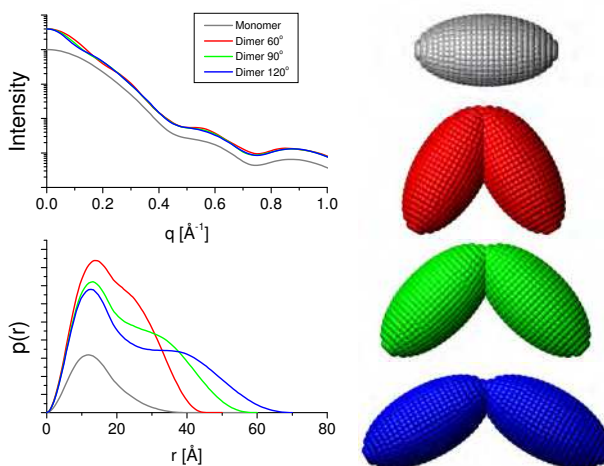 Monomer
Dimer 60°
Dimer 90°
Dimer 120°
Intensity
0.0 0.2 0.4 0.6 0.8 1.0
q [Å⁻¹]
p(r)
0 20 40 60 80
r [Å]